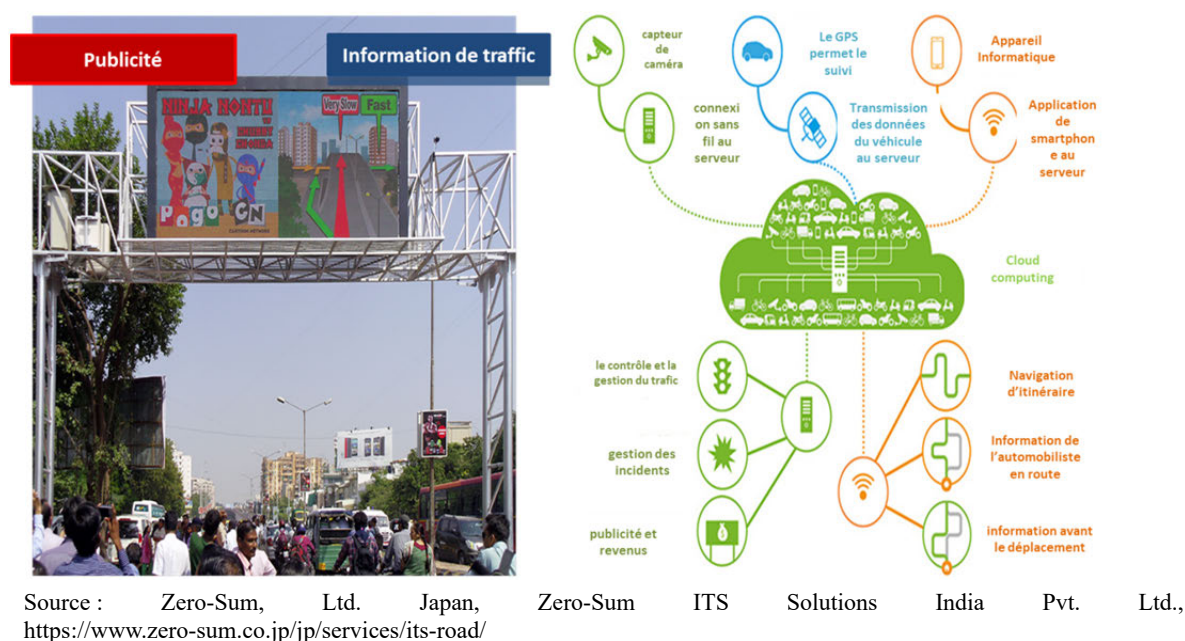 Publicité
Information de traffic
NINJA MONTU
Very Slow
Fast
Pogo
CN
CARTOON NETWORK
capteur
de
caméra
connexi
on sans
fil au
serveur
Le GPS
permet le
suivi
Transmission
des données
du véhicule
au serveur
Appareil
Informatique
Application
de
smartphon
e au
serveur
Cloud
computing
le contrôle et la
gestion du trafic
gestion des
incidents
publicité et
revenus
Navigation
d'itinéraire
Information de
l'automobiliste
en route
information avant
le déplacement
Source : Zero-Sum, Ltd. Japan, Zero-Sum ITS Solutions India Pvt. Ltd.,
https://www.zero-sum.co.jp/jp/services/its-road/